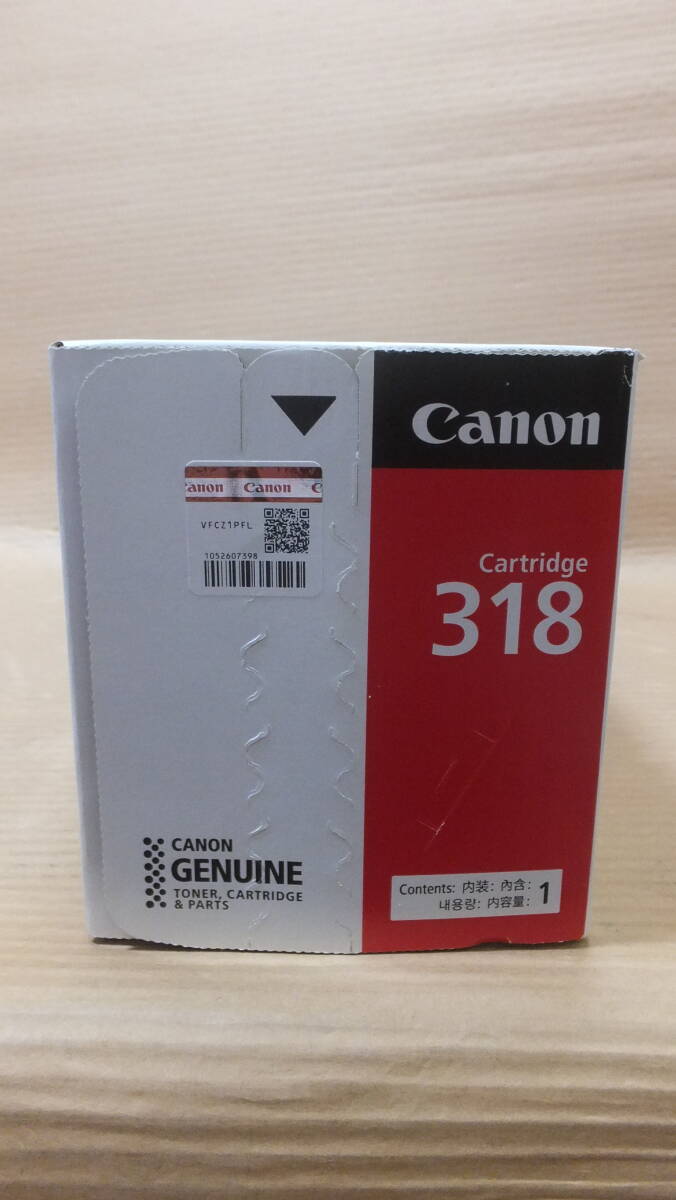 Canon
Cartridge
318
Canon Canon C
VFCZ1PFL
1052607398
CANON
GENUINE
TONER, CARTRIDGE
& PARTS
Contents: 内装: 內含:
내용량: 内容量: 1